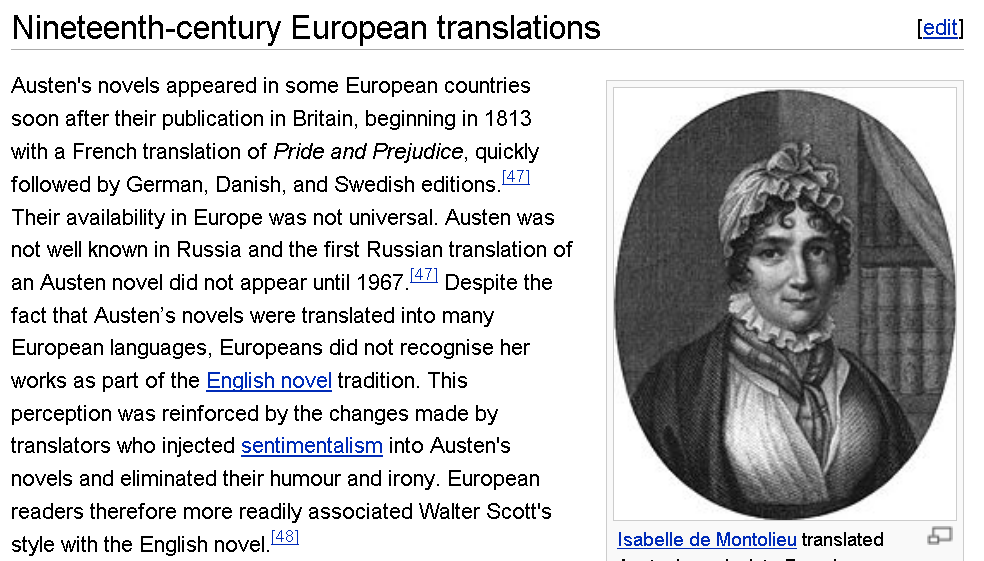 Nineteenth-century European translations
[edit]
Austen's novels appeared in some European countries
soon after their publication in Britain, beginning in 1813
with a French translation of Pride and Prejudice, quickly
followed by German, Danish, and Swedish editions.[47]
Their availability in Europe was not universal. Austen was
not well known in Russia and the first Russian translation of
an Austen novel did not appear until 1967.[47] Despite the
fact that Austen’s novels were translated into many
European languages, Europeans did not recognise her
works as part of the English novel tradition. This
perception was reinforced by the changes made by
translators who injected sentimentalism into Austen's
novels and eliminated their humour and irony. European
readers therefore more readily associated Walter Scott's
style with the English novel.[48]
Isabelle de Montolieu translated